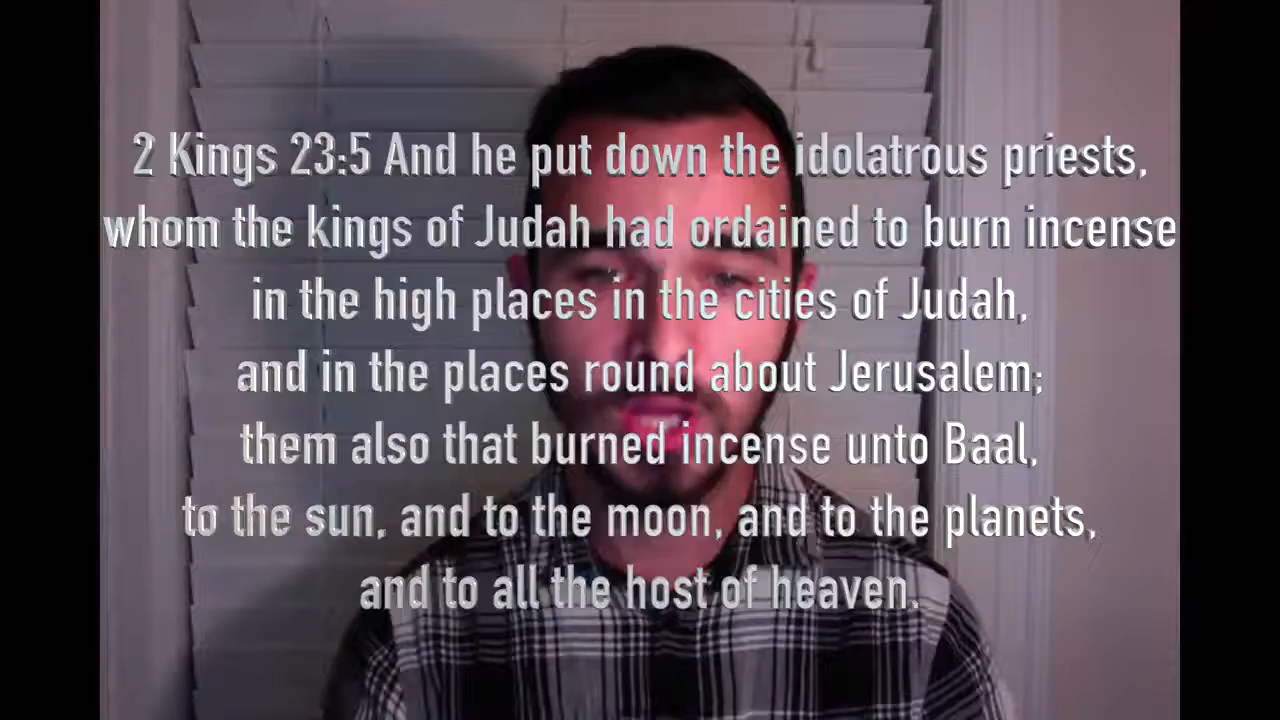 2 Kings 23:5 And he put down the idolatrous priests,
whom the kings of Judah had ordained to burn incense
in the high places in the cities of Judah,
and in the places round about Jerusalem;
them also that burned incense unto Baal,
to the sun, and to the moon, and to the planets,
and to all the host of heaven.